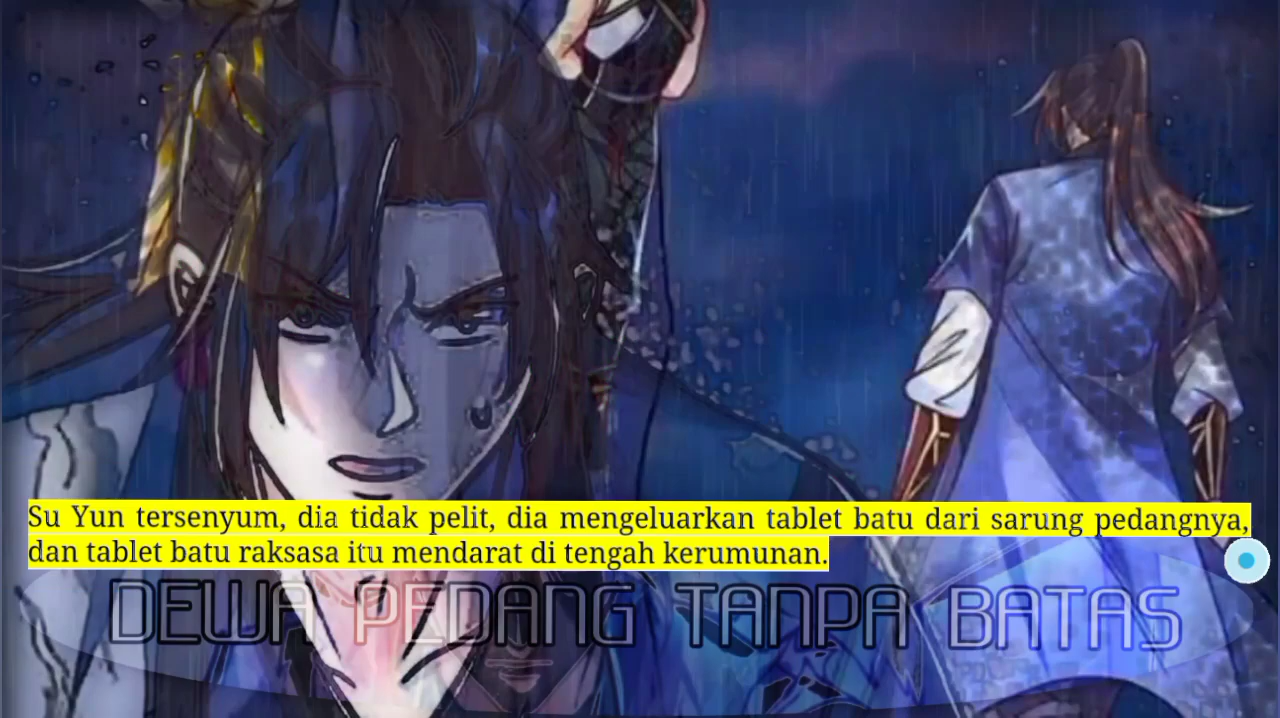 Su Yun tersenyum, dia tidak pelit, dia mengeluarkan tablet batu dari sarung pedangnya,
dan tablet batu raksasa itu mendarat di tengah kerumunan.
DEWA PEDANG TANPA BATAS